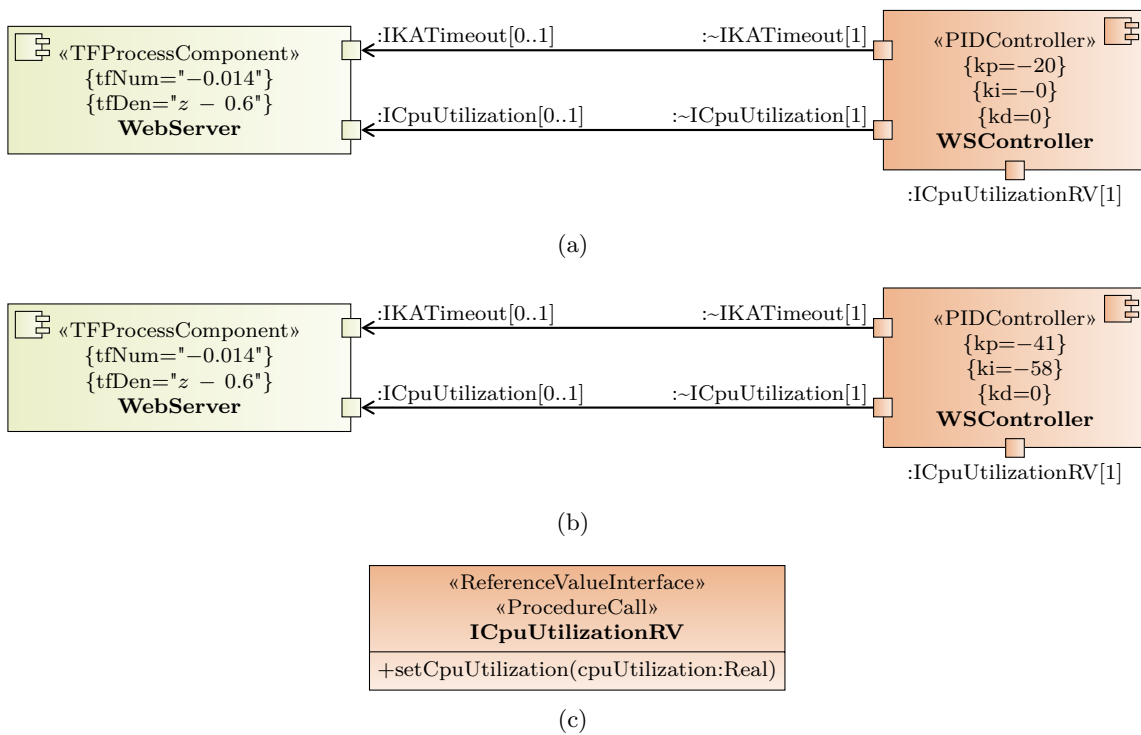 :IKATimeout[0..1]
:~IKATimeout[1]
«TFProcessComponent»
{tfNum="−0.014"}
{tfDen="z − 0.6"}
WebServer
:ICpuUtilization[0..1]
:~ICpuUtilization[1]
«PIDController»
{kp=−20}
{ki=−0}
{kd=0}
WSController
:ICpuUtilizationRV[1]
(a)
:IKATimeout[0..1]
:~IKATimeout[1]
«TFProcessComponent»
{tfNum="−0.014"}
{tfDen="z − 0.6"}
WebServer
:ICpuUtilization[0..1]
:~ICpuUtilization[1]
«PIDController»
{kp=−41}
{ki=−58}
{kd=0}
WSController
:ICpuUtilizationRV[1]
(b)
«ReferenceValueInterface»
«ProcedureCall»
ICpuUtilizationRV
+setCpuUtilization(cpuUtilization:Real)
(c)